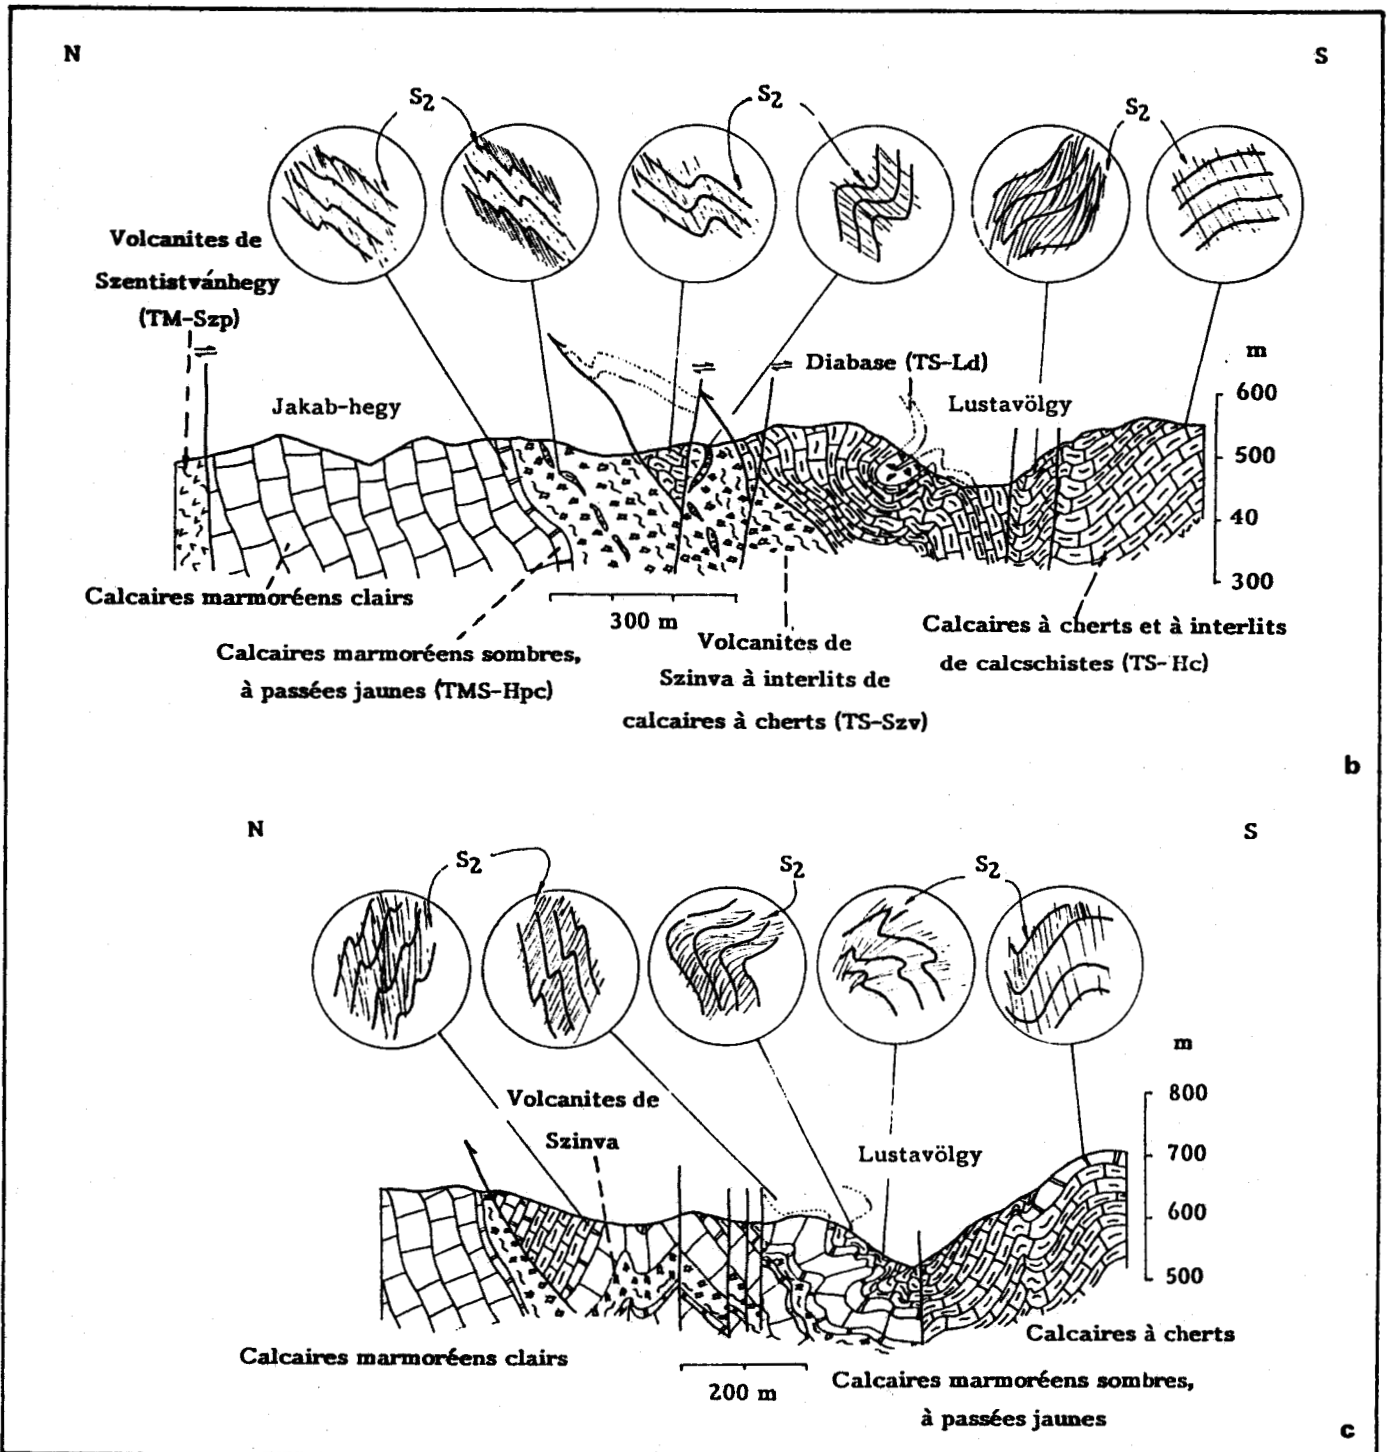 N
S
S2
S2
S2
Volcanites de
Szentistvánhegy
(TM-Szp)
Jakab-hegy
Diabase (TS-Ld)
Lustavölgy
m
600
500
40
300
Calcaires marmoréens clairs
300 m
Calcaires marmoréens sombres,
à passées jaunes (TMS-Hpc)
Volcanites de
Szinva à interlits de
calcaires à cherts (TS-Szv)
Calcaires à cherts et à interlits
de calcschistes (TS-Hc)
b
N
S
S2
S2
S2
Volcanites de
Szinva
Lustavölgy
m
800
700
600
500
Calcaires à cherts
Calcaires marmoréens clairs
200 m
Calcaires marmoréens sombres,
à passées jaunes
c